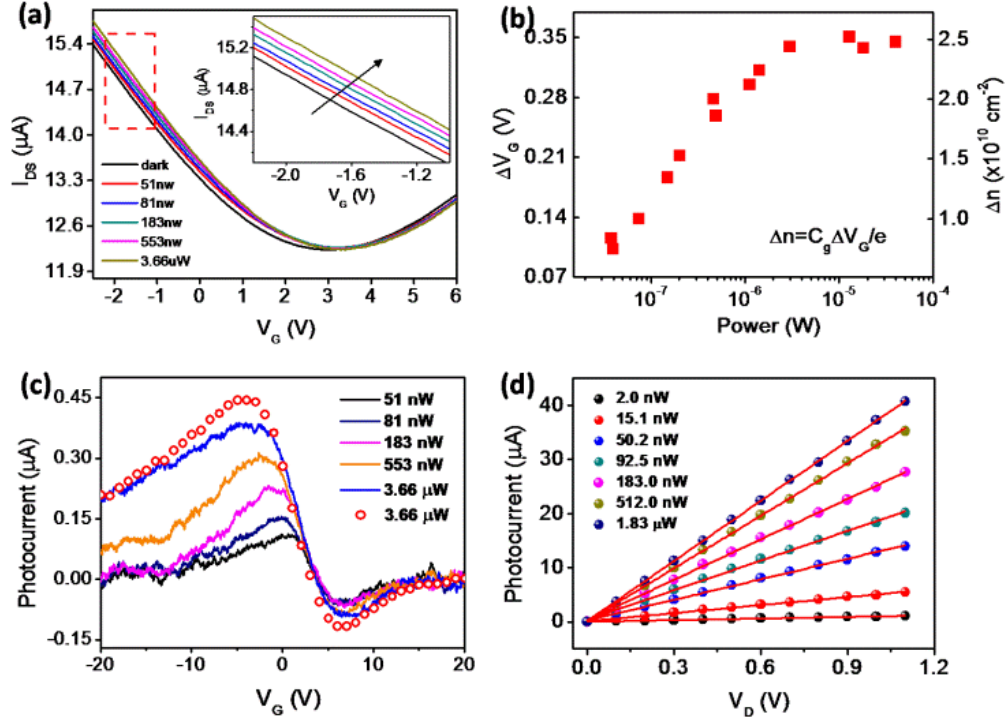 (a)
15.4
14.7
14.0
13.3
12.6
11.9
I_DS (μA)
-2 -1 0 1 2 3 4 5 6
V_G (V)
dark
51nw
81nw
183nw
553nw
3.66uW
15.2
14.8
14.4
I_DS (μA)
-2.0 -1.6 -1.2
V_G (V)
(b)
0.35
0.28
0.21
0.14
0.07
ΔV_G (V)
2.5
2.0
1.5
1.0
Δn (x10^10 cm^-2)
Δn=C_gΔV_G/e
10^-7 10^-6 10^-5 10^-4
Power (W)
(c)
0.45
0.30
0.15
0.00
-0.15
Photocurrent (μA)
51 nW
81 nW
183 nW
553 nW
3.66 μW
3.66 μW
-20 -10 0 10 20
V_G (V)
(d)
40
30
20
10
0
Photocurrent (μA)
2.0 nW
15.1 nW
50.2 nW
92.5 nW
183.0 nW
512.0 nW
1.83 μW
0.0 0.3 0.6 0.9 1.2
V_D (V)